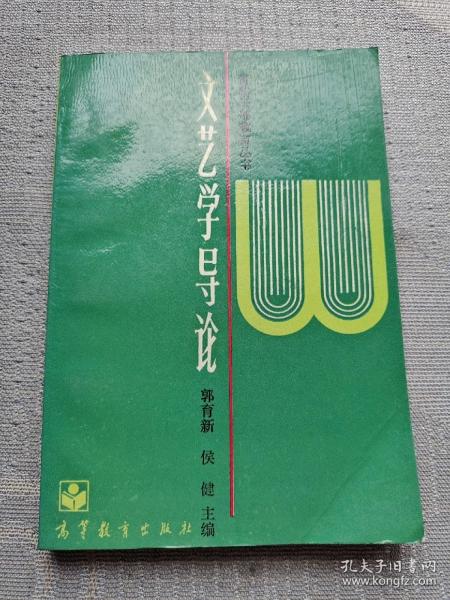 文艺学导论
郭育新 侯健 主编
高等教育出版社
孔夫子旧书网
www.kongfz.com